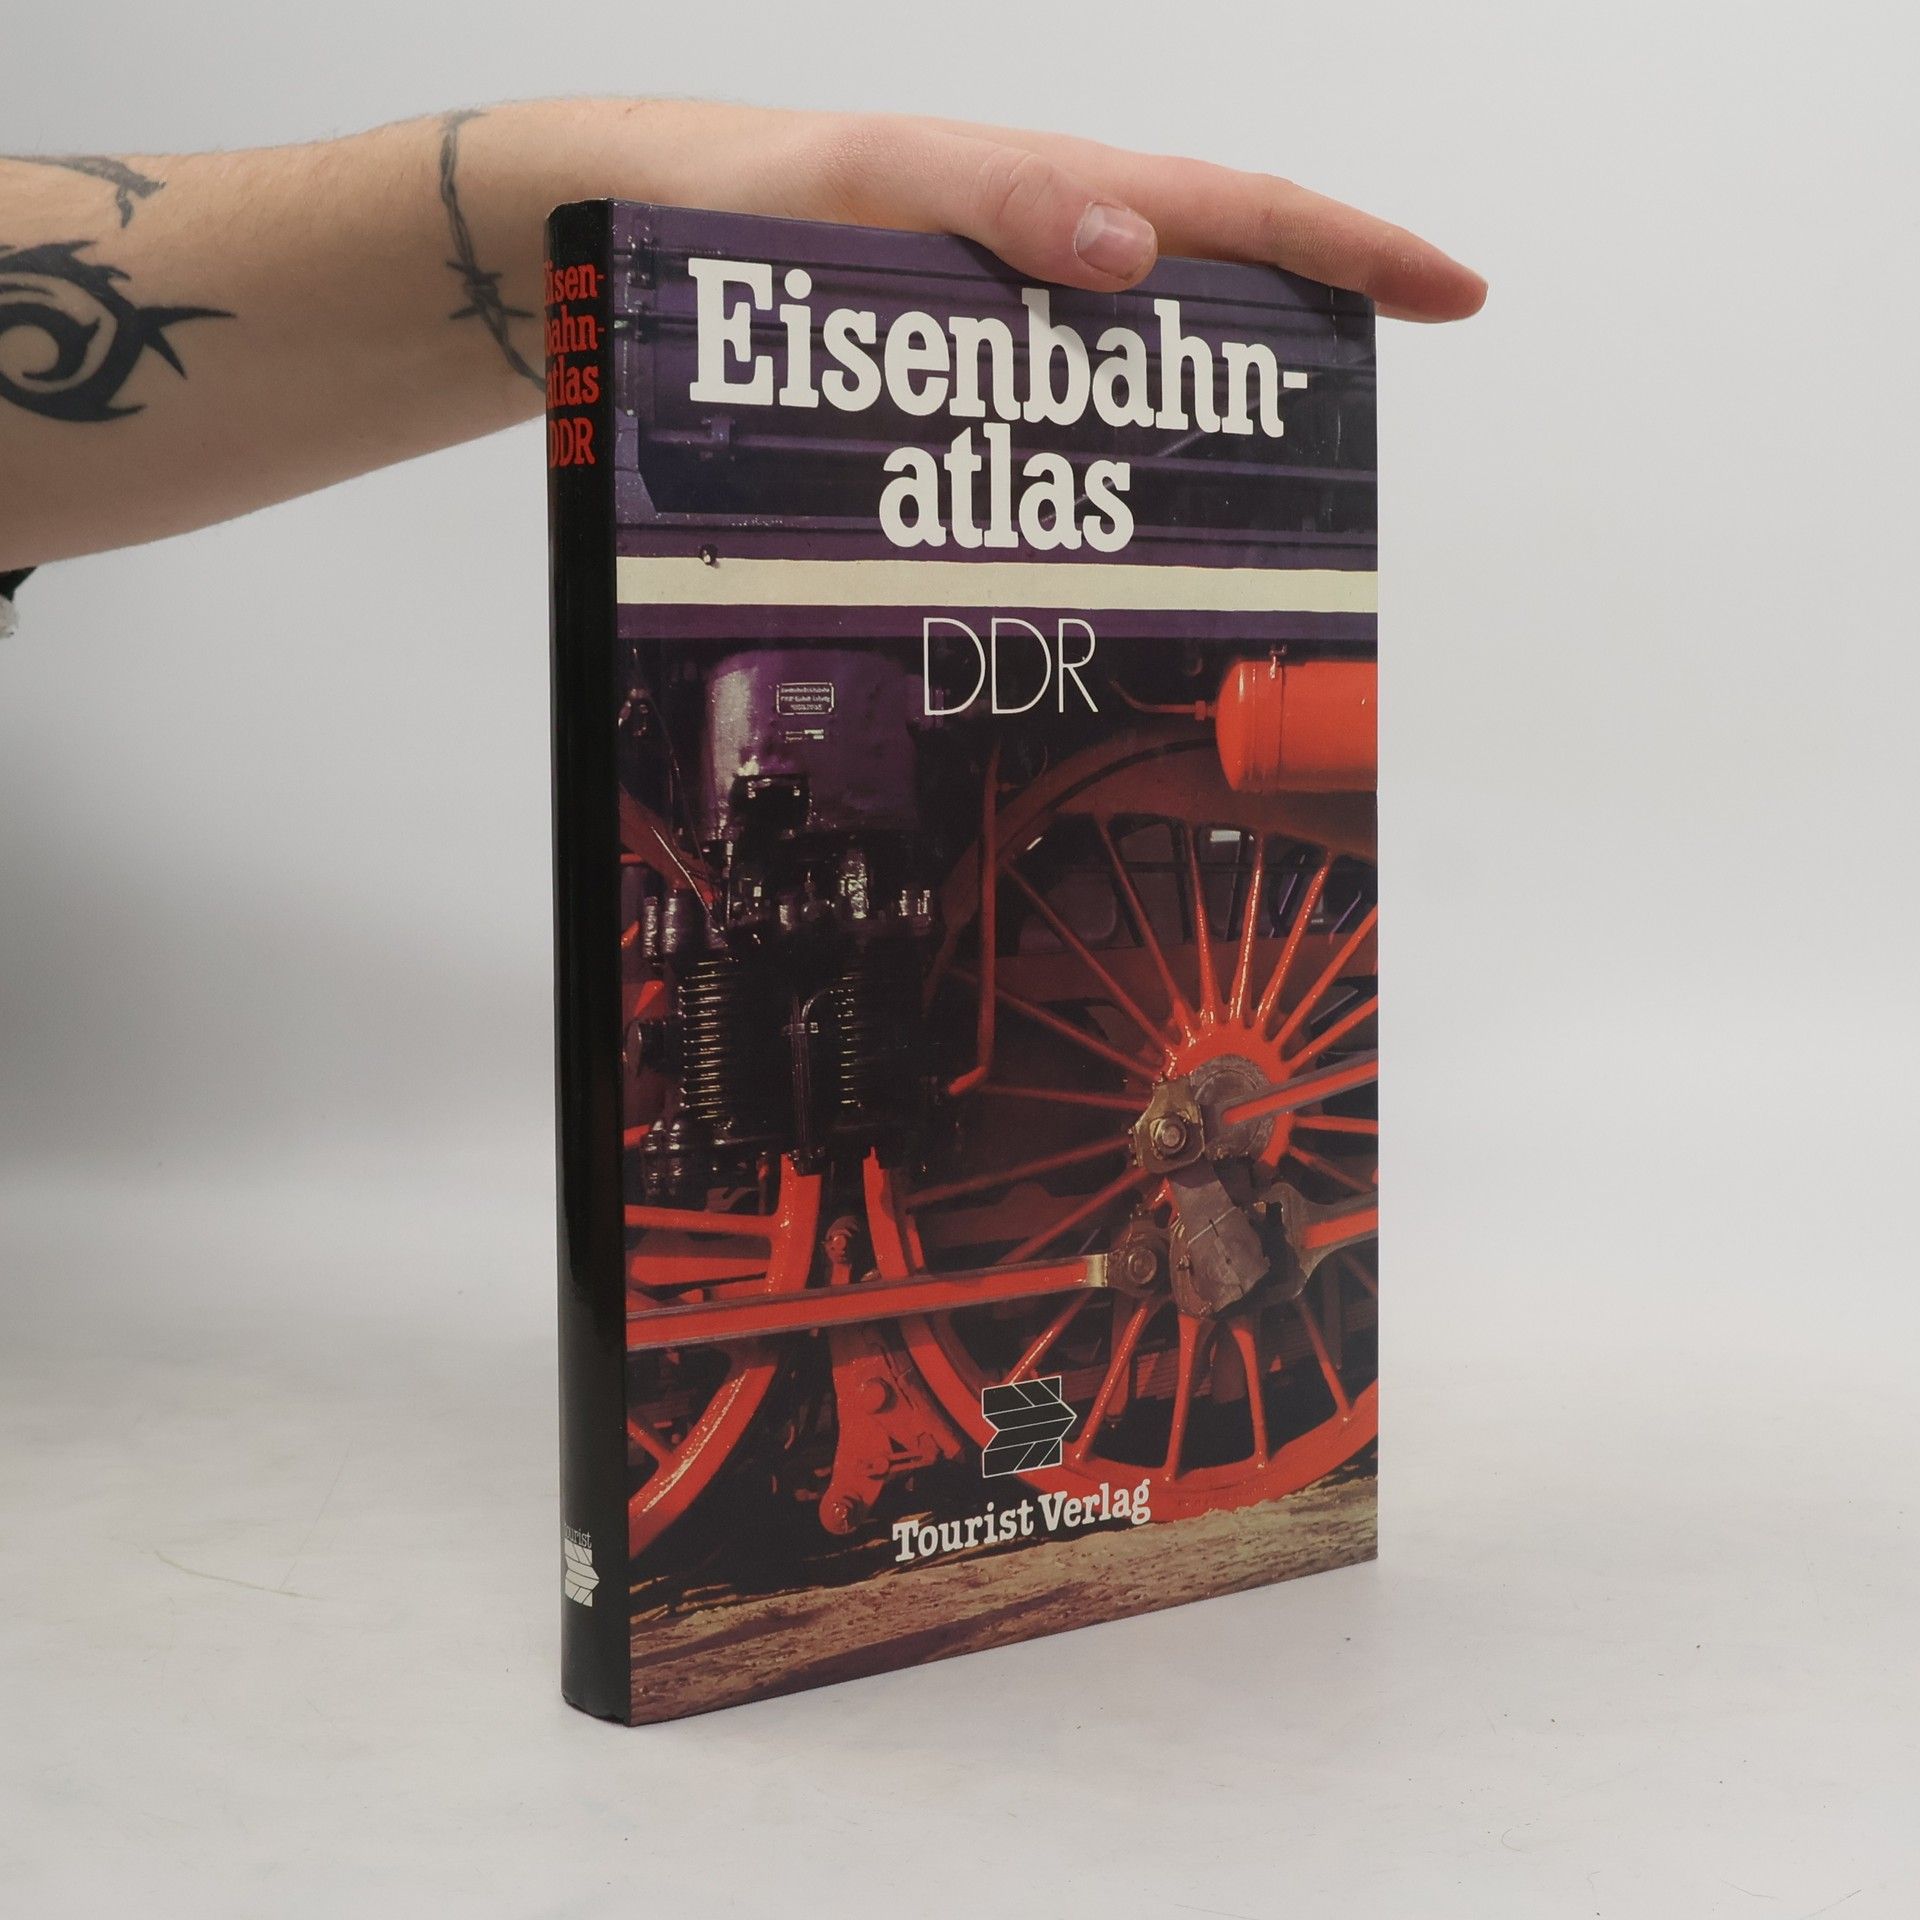 Eisen-
bahn-
atlas
DDR
tourist
Eisenbahn-
atlas
DDR
Tourist Verlag